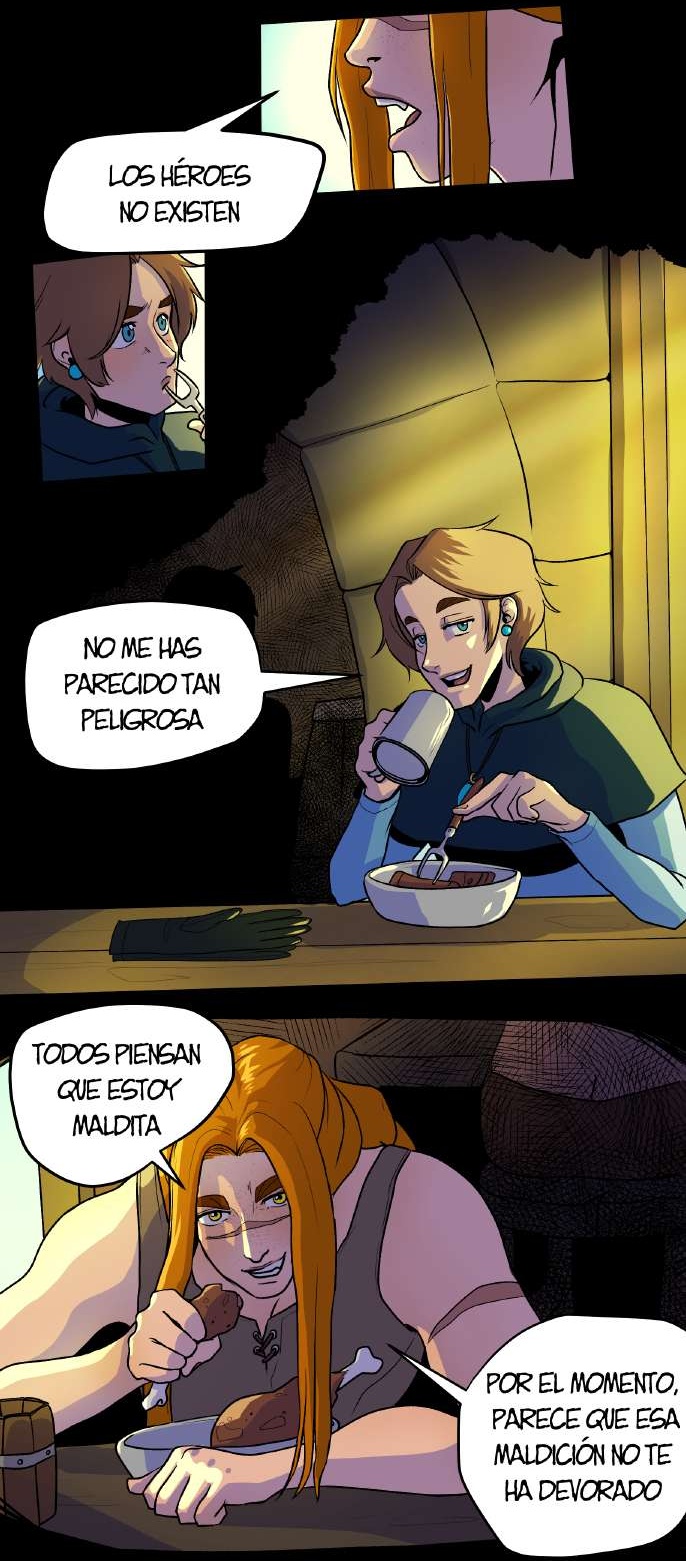 LOS HÉROES
NO EXISTEN
NO ME HAS
PARECIDO TAN
PELIGROSA
TODOS PIENSAN
QUE ESTOY
MALDITA
POR EL MOMENTO,
PARECE QUE ESA
MALDICIÓN NO TE
HA DEVORADO